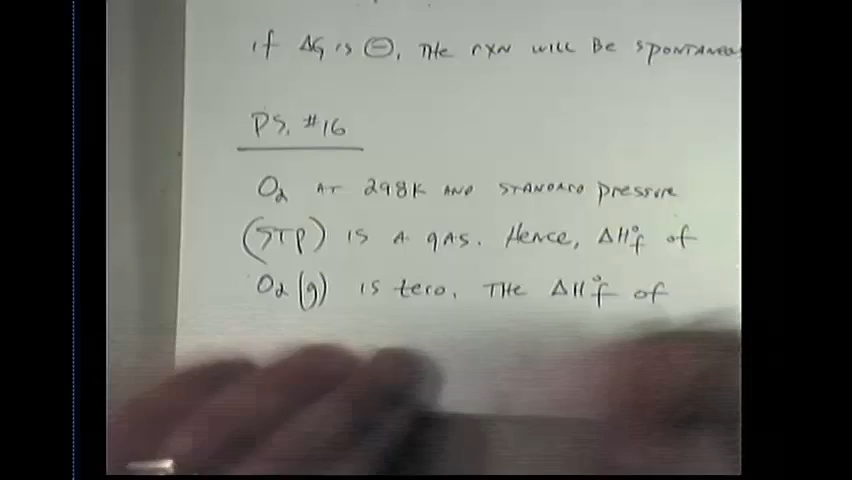 if ΔG is ⊖, THE rxn will Be spontaneou
PS. #16
O₂ AT 298K AND STANDARD pressure
(STP) is A gAs. Hence, ΔH°f of
O₂(g) is zero. THE ΔH°f of